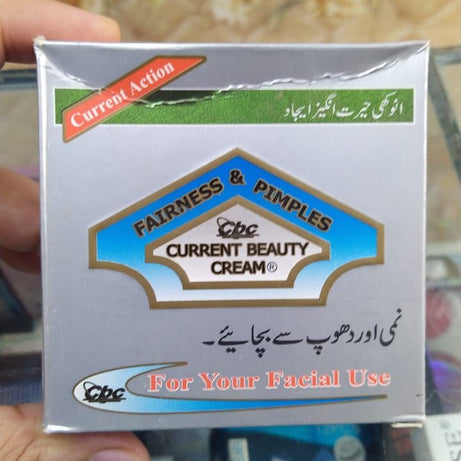 Current Action
انوکھی حیرت انگیز ایجاد
FAIRNESS & PIMPLES
Cbc
CURRENT BEAUTY
CREAM®
نمی اور دھوپ سے بچائیے۔
Cbc
For Your Facial Use